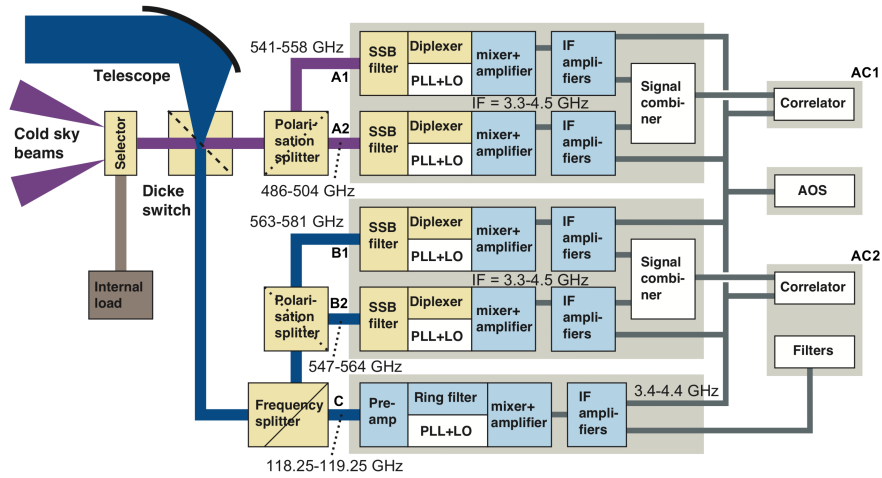 Telescope
Cold sky
beams
Selector
Dicke
switch
Internal
load
541-558 GHz
A1
Polari-
sation
splitter
A2
486-504 GHz
SSB
filter
Diplexer
PLL+LO
mixer+
amplifier
IF
ampli-
fiers
IF = 3.3-4.5 GHz
SSB
filter
Diplexer
PLL+LO
mixer+
amplifier
IF
ampli-
fiers
Signal
combi-
ner
563-581 GHz
B1
Polari-
sation
splitter
B2
547-564 GHz
SSB
filter
Diplexer
PLL+LO
mixer+
amplifier
IF
ampli-
fiers
IF = 3.3-4.5 GHz
SSB
filter
Diplexer
PLL+LO
mixer+
amplifier
IF
ampli-
fiers
Signal
combi-
ner
Frequency
splitter
C
118.25-119.25 GHz
Pre-
amp
Ring filter
PLL+LO
mixer+
amplifier
IF
ampli-
fiers
3.4-4.4 GHz
AC1
Correlator
AOS
AC2
Correlator
Filters